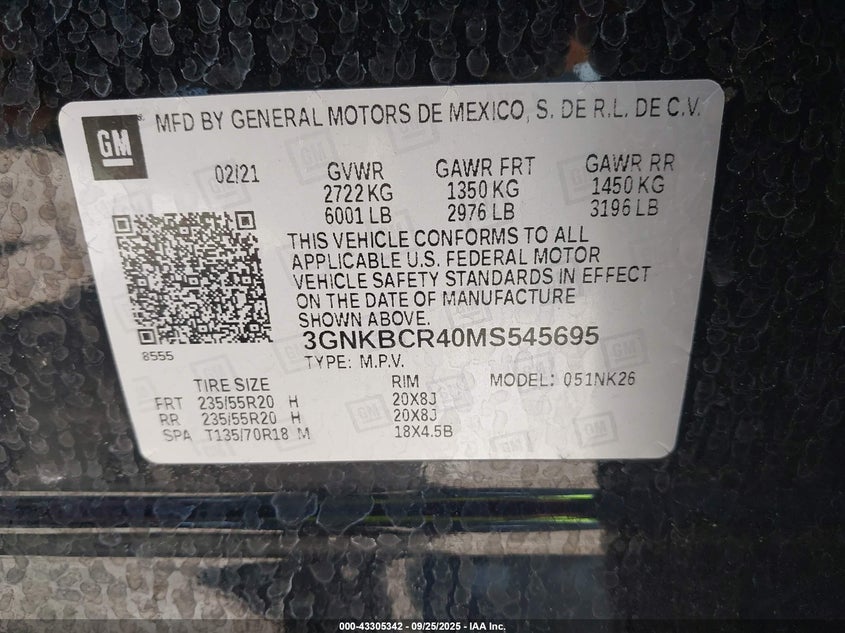 GM
MFD BY GENERAL MOTORS DE MEXICO, S. DE R.L. DE C.V.
02/21 GVWR GAWR FRT GAWR RR
2722 KG 1350 KG 1450 KG
6001 LB 2976 LB 3196 LB
THIS VEHICLE CONFORMS TO ALL
APPLICABLE U.S. FEDERAL MOTOR
VEHICLE SAFETY STANDARDS IN EFFECT
ON THE DATE OF MANUFACTURE
SHOWN ABOVE.
8555 3GNKBCR40MS545695
TYPE: M.P.V.
TIRE SIZE RIM MODEL: 051NK26
FRT 235/55R20 H 20X8J
RR 235/55R20 H 20X8J
SPA T135/70R18 M 18X4.5B
000-43305342 - 09/25/2025 - IAA Inc.